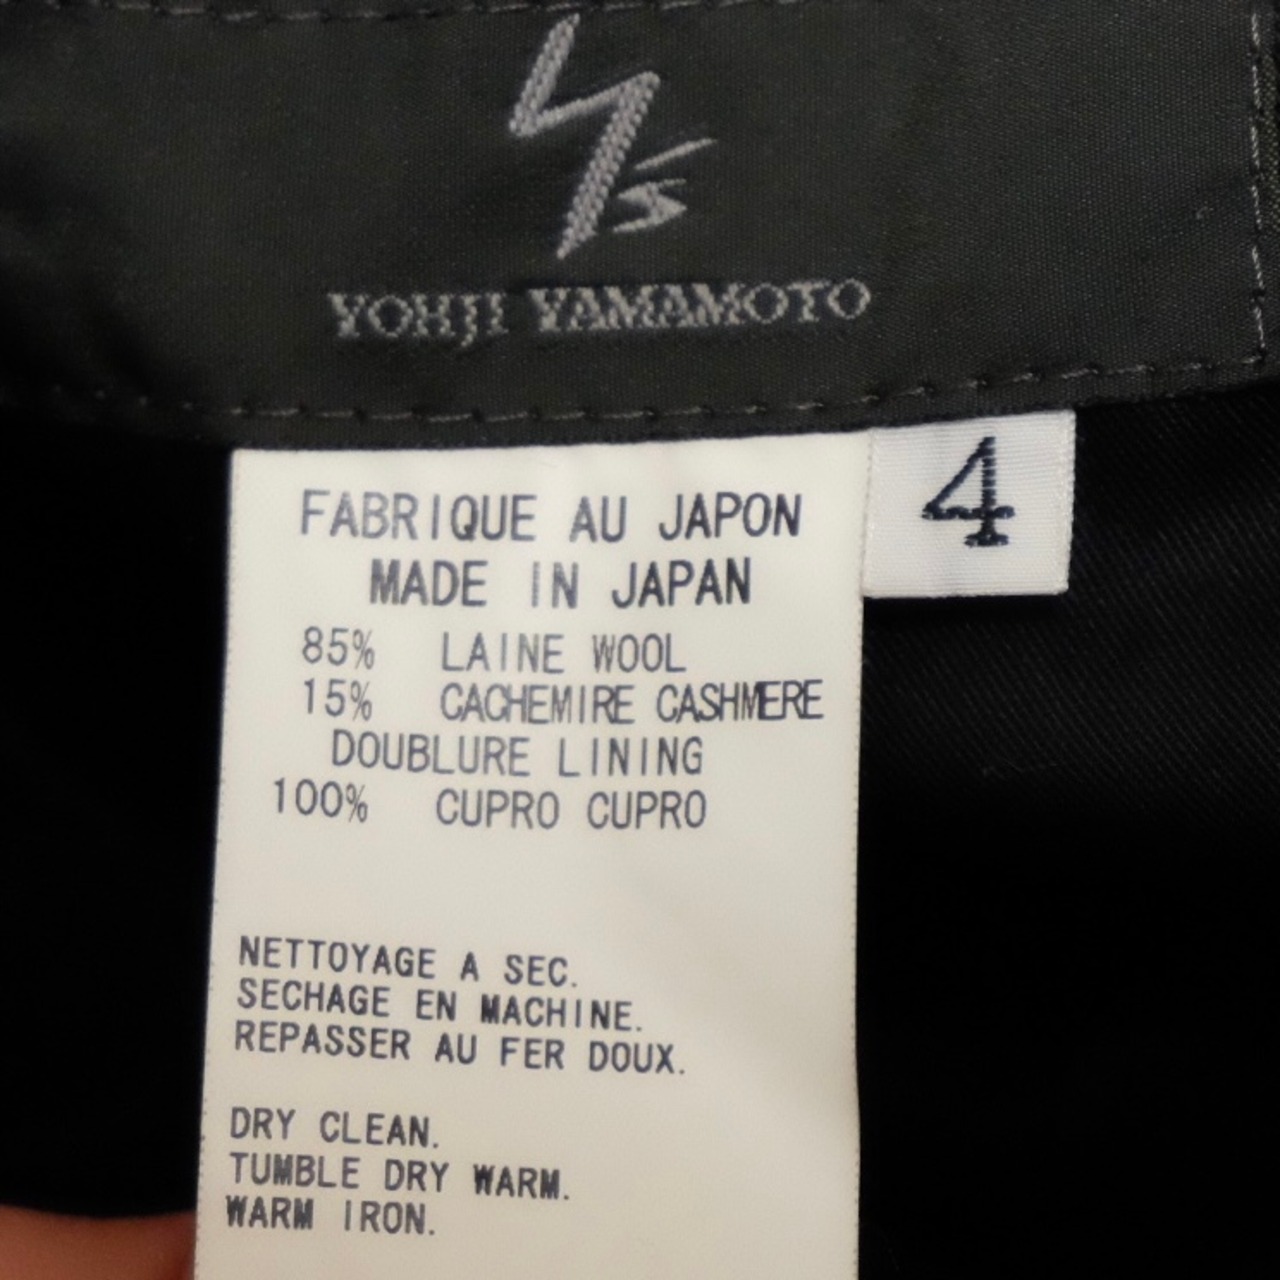 Y's
YOHJI YAMAMOTO
4
FABRIQUE AU JAPON
MADE IN JAPAN
85% LAINE WOOL
15% CACHEMIRE CASHMERE
DOUBLURE LINING
100% CUPRO CUPRO
NETTOYAGE A SEC.
SECHAGE EN MACHINE.
REPASSER AU FER DOUX.
DRY CLEAN.
TUMBLE DRY WARM.
WARM IRON.